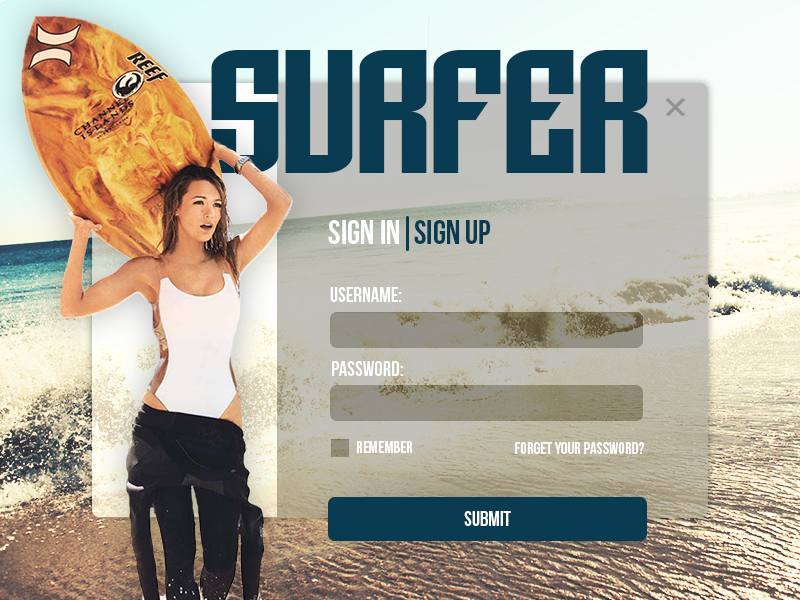 SURFER
REEF
CHANNEL
ISLANDS
SIGN IN | SIGN UP
USERNAME:
PASSWORD:
REMEMBER
FORGET YOUR PASSWORD?
SUBMIT